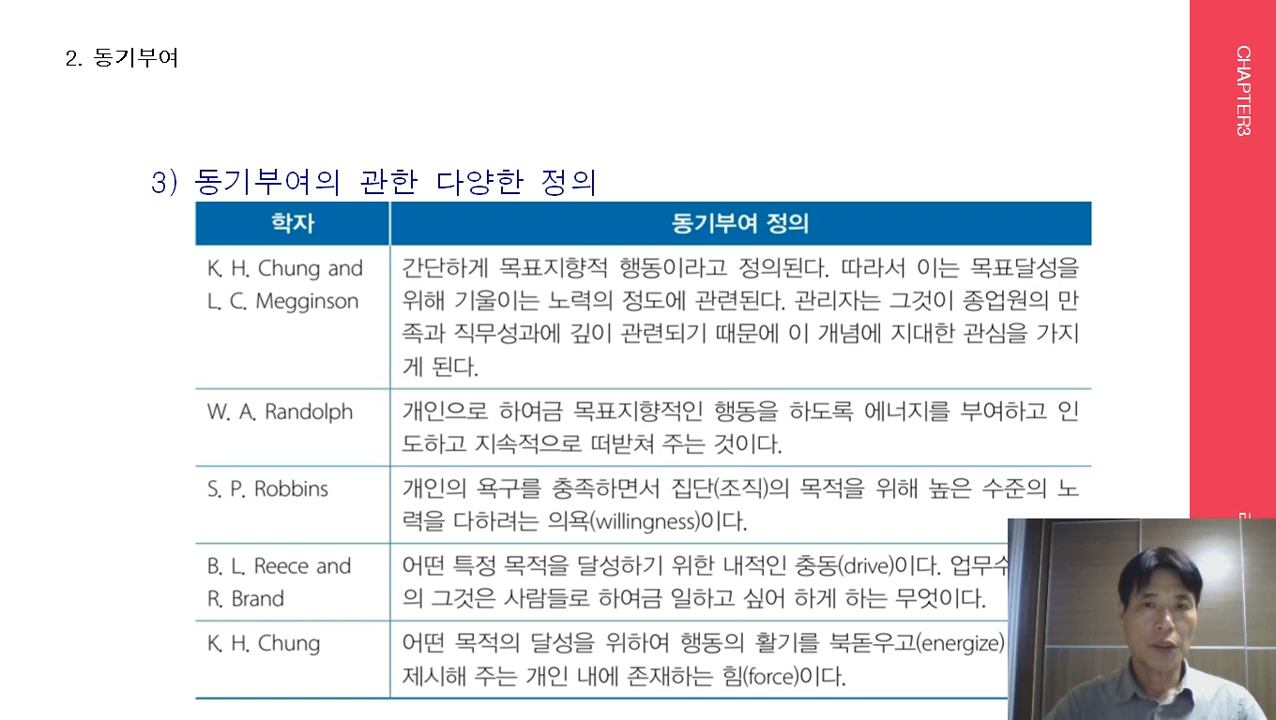 2. 동기부여
CHAPTER3
3) 동기부여의 관한 다양한 정의
학자
동기부여 정의
K. H. Chung and
L. C. Megginson
간단하게 목표지향적 행동이라고 정의된다. 따라서 이는 목표달성을
위해 기울이는 노력의 정도에 관련된다. 관리자는 그것이 종업원의 만
족과 직무성과에 깊이 관련되기 때문에 이 개념에 지대한 관심을 가지
게 된다.
W. A. Randolph
개인으로 하여금 목표지향적인 행동을 하도록 에너지를 부여하고 인
도하고 지속적으로 떠받쳐 주는 것이다.
S. P. Robbins
개인의 욕구를 충족하면서 집단(조직)의 목적을 위해 높은 수준의 노
력을 다하려는 의욕(willingness)이다.
B. L. Reece and
R. Brand
어떤 특정 목적을 달성하기 위한 내적인 충동(drive)이다. 업무수
의 그것은 사람들로 하여금 일하고 싶어 하게 하는 무엇이다.
K. H. Chung
어떤 목적의 달성을 위하여 행동의 활기를 북돋우고(energize)
제시해 주는 개인 내에 존재하는 힘(force)이다.